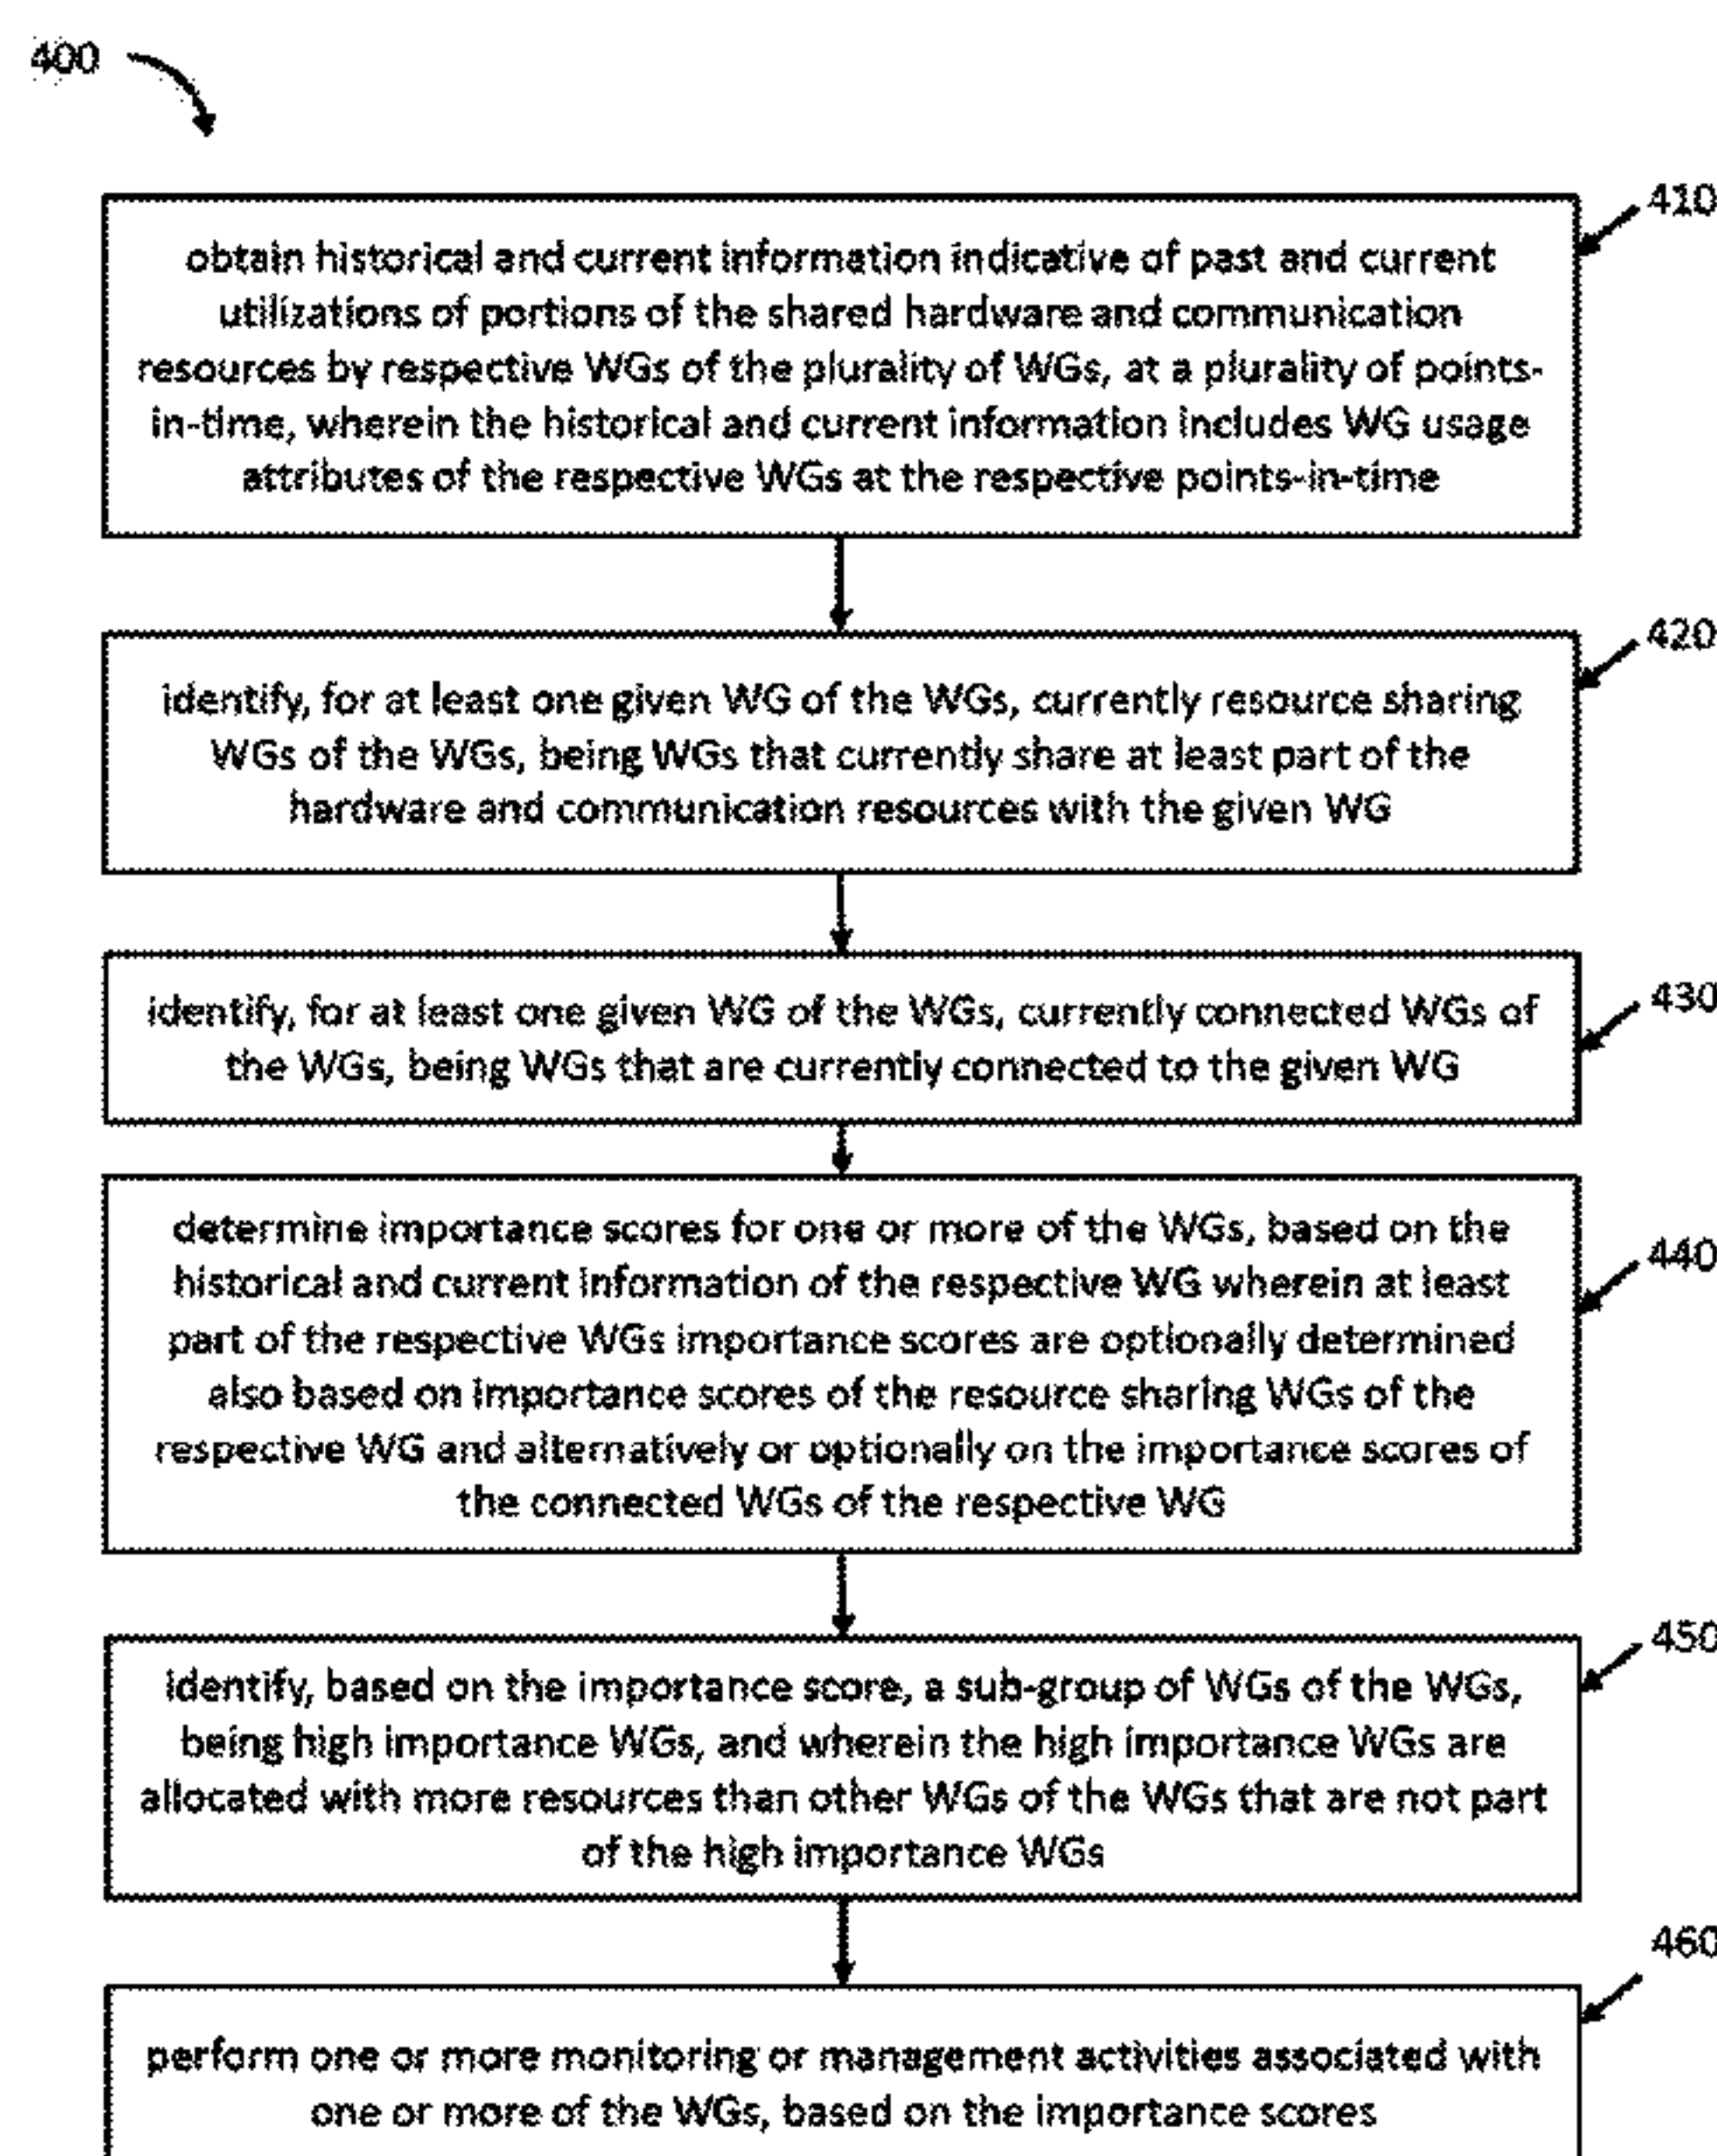 400
410
obtain historical and current information indicative of past and current
utilizations of portions of the shared hardware and communication
resources by respective WGs of the plurality of WGs, at a plurality of points-
in-time, wherein the historical and current information includes WG usage
attributes of the respective WGs at the respective points-in-time
420
identify, for at least one given WG of the WGs, currently resource sharing
WGs of the WGs, being WGs that currently share at least part of the
hardware and communication resources with the given WG
430
identify, for at least one given WG of the WGs, currently connected WGs of
the WGs, being WGs that are currently connected to the given WG
440
determine importance scores for one or more of the WGs, based on the
historical and current information of the respective WG wherein at least
part of the respective WGs importance scores are optionally determined
also based on importance scores of the resource sharing WGs of the
respective WG and alternatively or optionally on the importance scores of
the connected WGs of the respective WG
450
identify, based on the importance score, a sub-group of WGs of the WGs,
being high importance WGs, and wherein the high importance WGs are
allocated with more resources than other WGs of the WGs that are not part
of the high importance WGs
460
perform one or more monitoring or management activities associated with
one or more of the WGs, based on the importance scores